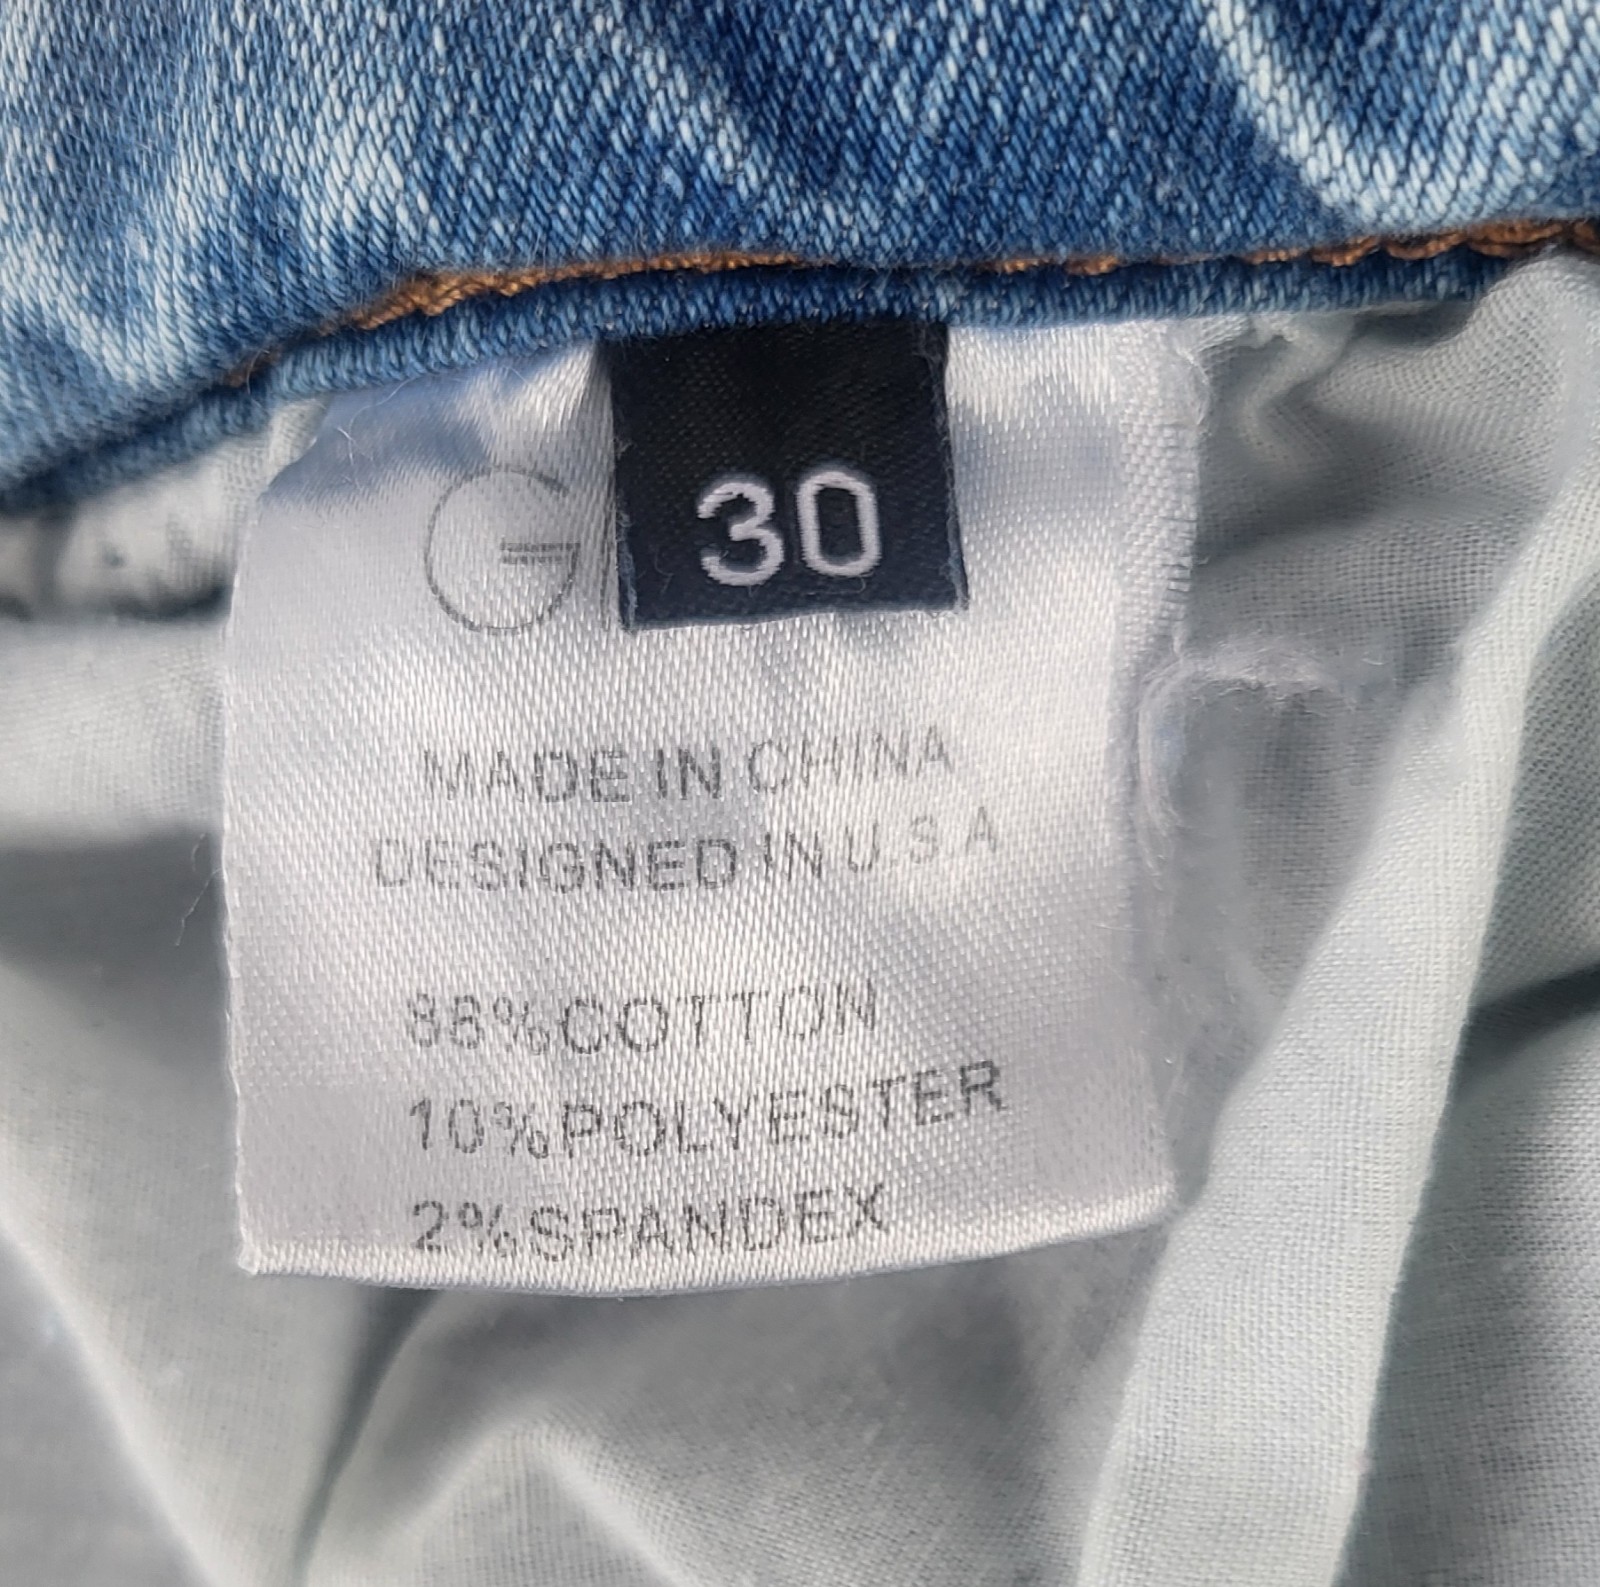 G
30
MADE IN CHINA
DESIGNED IN U.S.A
88%COTTON
10%POLYESTER
2%SPANDEX